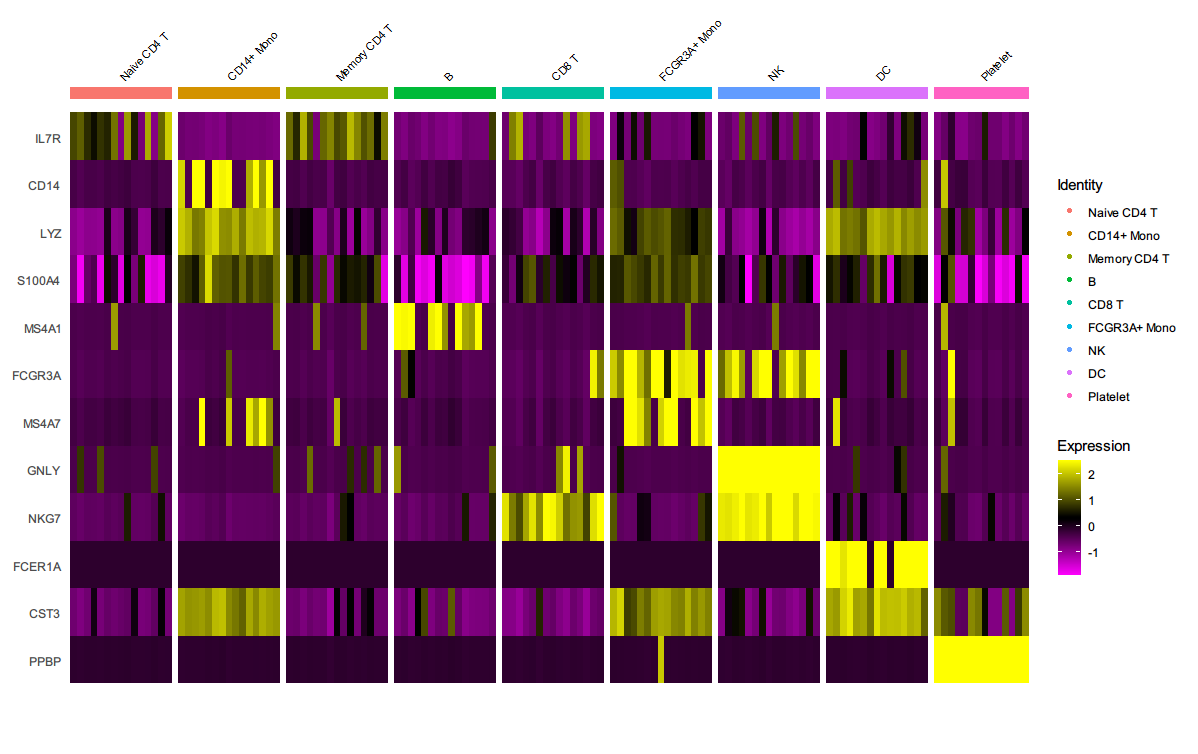 Naive CD4 T
CD14+ Mono
Memory CD4 T
B
CD8 T
FCGR3A+ Mono
NK
DC
Platelet
IL7R
CD14
LYZ
S100A4
MS4A1
FCGR3A
MS4A7
GNLY
NKG7
FCER1A
CST3
PPBP
Identity
Naive CD4 T
CD14+ Mono
Memory CD4 T
B
CD8 T
FCGR3A+ Mono
NK
DC
Platelet
Expression
2
1
0
-1